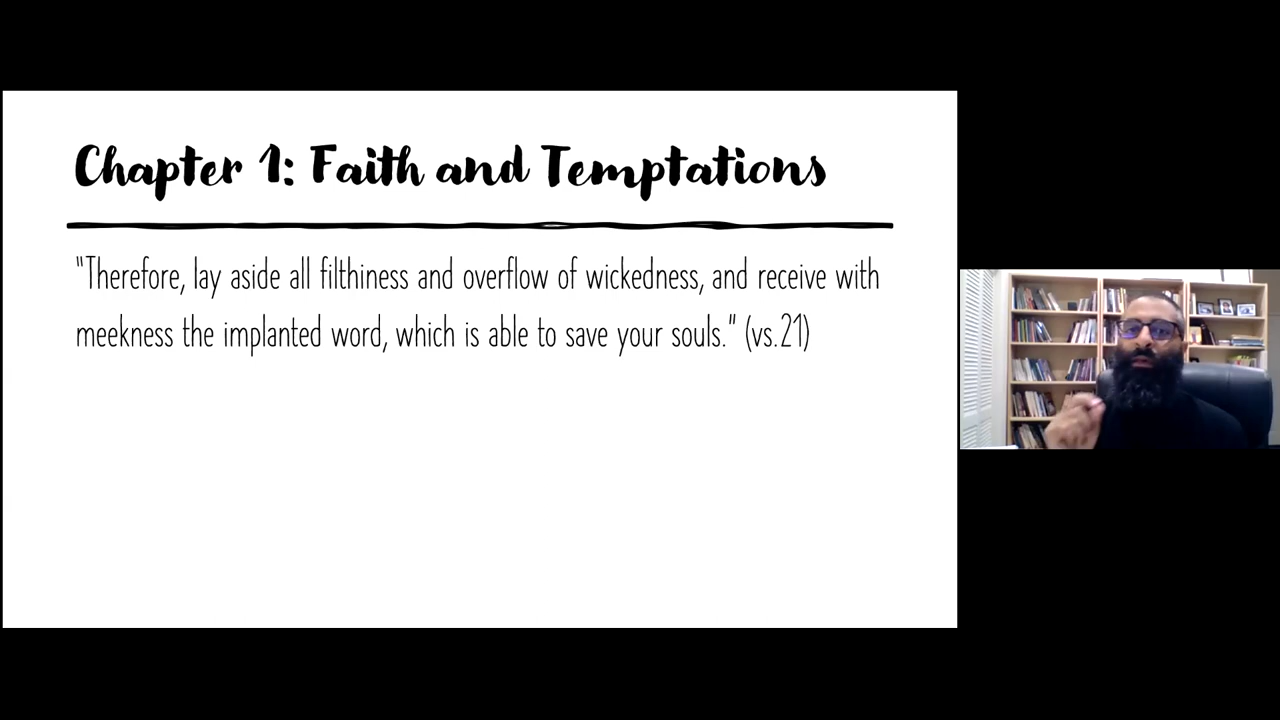 Chapter 1: Faith and Temptations
"Therefore, lay aside all filthiness and overflow of wickedness, and receive with
meekness the implanted word, which is able to save your souls." (vs.21)